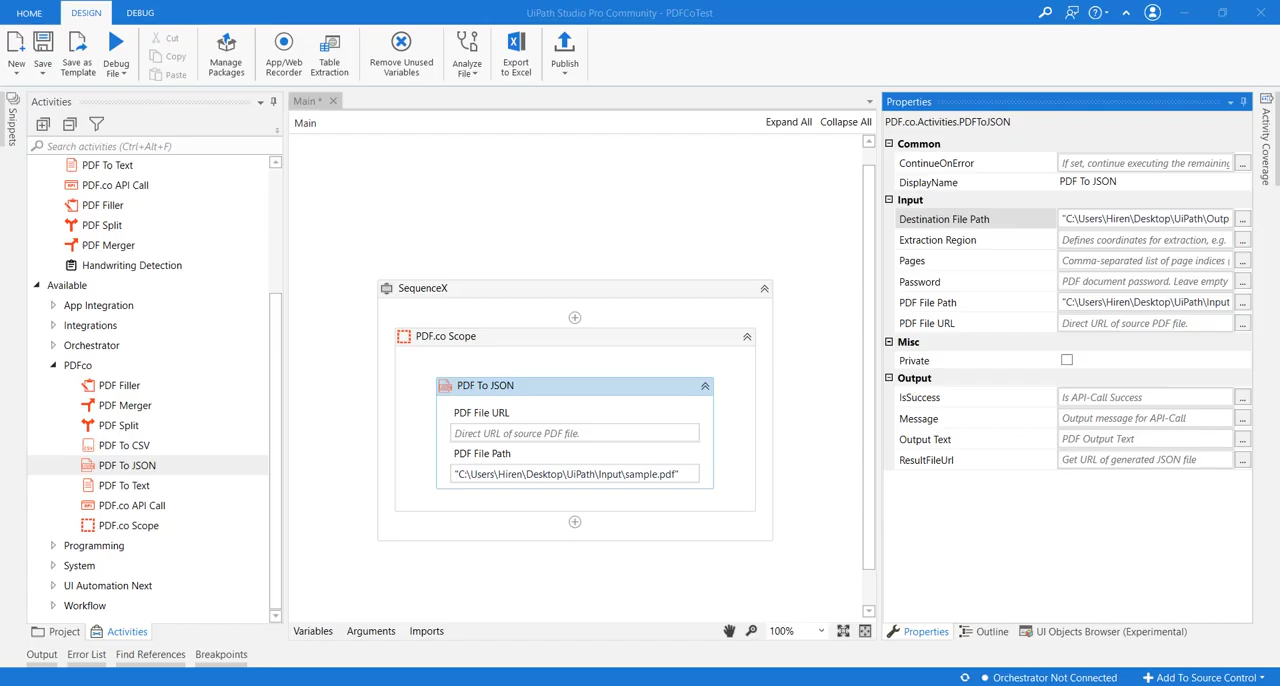 HOME
DESIGN
DEBUG
UiPath Studio Pro Community - PDFCoTest
New
Save
Save as Template
Debug File
Cut
Copy
Paste
Manage Packages
App/Web Recorder
Table Extraction
Remove Unused Variables
Analyze File
Export to Excel
Publish
Snippets
Activities
Search activities (Ctrl+Alt+F)
PDF To Text
PDF.co API Call
PDF Filler
PDF Split
PDF Merger
Handwriting Detection
Available
App Integration
Integrations
Orchestrator
PDFco
PDF Filler
PDF Merger
PDF Split
PDF To CSV
PDF To JSON
PDF To Text
PDF.co API Call
PDF.co Scope
Programming
System
UI Automation Next
Workflow
Project
Activities
Main *
Main
Expand All
Collapse All
SequenceX
PDF.co Scope
PDF To JSON
PDF File URL
Direct URL of source PDF file.
PDF File Path
"C:\Users\Hiren\Desktop\UiPath\Input\sample.pdf"
Variables
Arguments
Imports
100%
Properties
PDF.co.Activities.PDFToJSON
Common
ContinueOnError
If set, continue executing the remaining
...
DisplayName
PDF To JSON
Input
Destination File Path
"C:\Users\Hiren\Desktop\UiPath\Outp
...
Extraction Region
Defines coordinates for extraction, e.g.
...
Pages
Comma-separated list of page indices
...
Password
PDF document password. Leave empty
...
PDF File Path
"C:\Users\Hiren\Desktop\UiPath\Input
...
PDF File URL
Direct URL of source PDF file.
...
Misc
Private
Output
IsSuccess
Is API-Call Success
...
Message
Output message for API-Call
...
Output Text
PDF Output Text
...
ResultFileUrl
Get URL of generated JSON file
...
Properties
Outline
UI Objects Browser (Experimental)
Activity Coverage
Output
Error List
Find References
Breakpoints
Orchestrator Not Connected
Add To Source Control